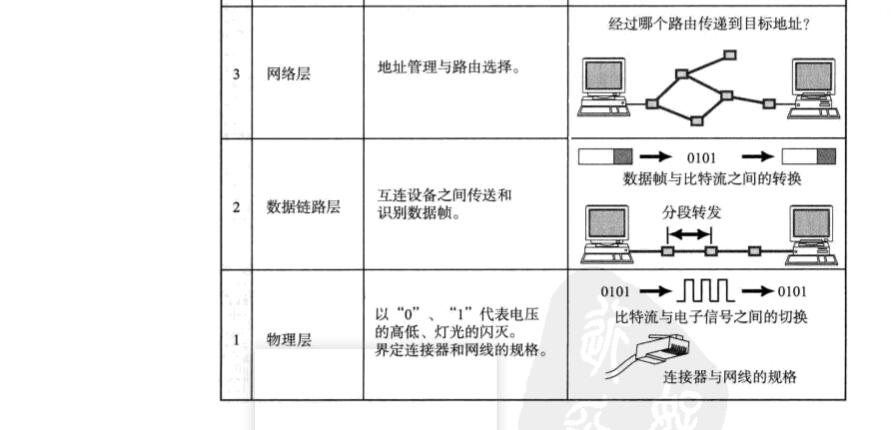 经过哪个路由传递到目标地址?
3
网络层
地址管理与路由选择。
0101
数据帧与比特流之间的转换
2
数据链路层
互连设备之间传送和
识别数据帧。
分段转发
0101
0101
比特流与电子信号之间的切换
1
物理层
以“0”、“1”代表电压
的高低、灯光的闪灭。
界定连接器和网线的规格。
连接器与网线的规格